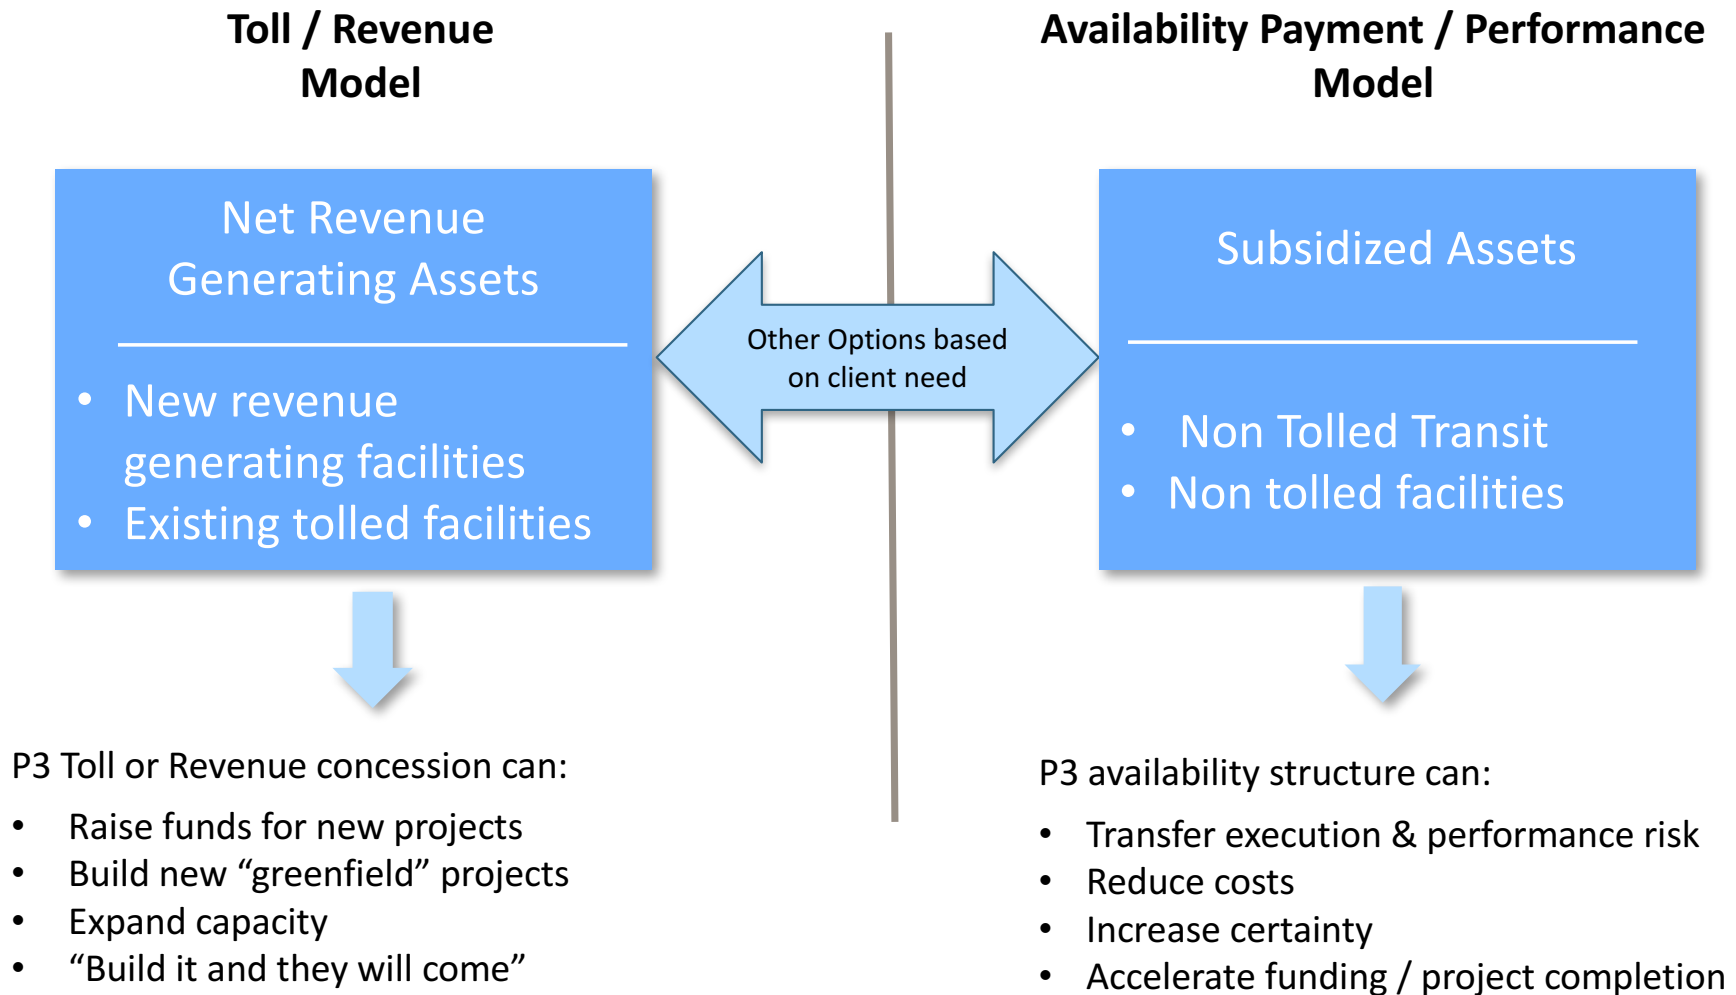 Toll / Revenue
Model
Net Revenue
Generating Assets
• New revenue
generating facilities
• Existing tolled facilities
P3 Toll or Revenue concession can:
• Raise funds for new projects
• Build new “greenfield” projects
• Expand capacity
• “Build it and they will come”
Other Options based
on client need
Availability Payment / Performance
Model
Subsidized Assets
• Non Tolled Transit
• Non tolled facilities
P3 availability structure can:
• Transfer execution & performance risk
• Reduce costs
• Increase certainty
• Accelerate funding / project completion